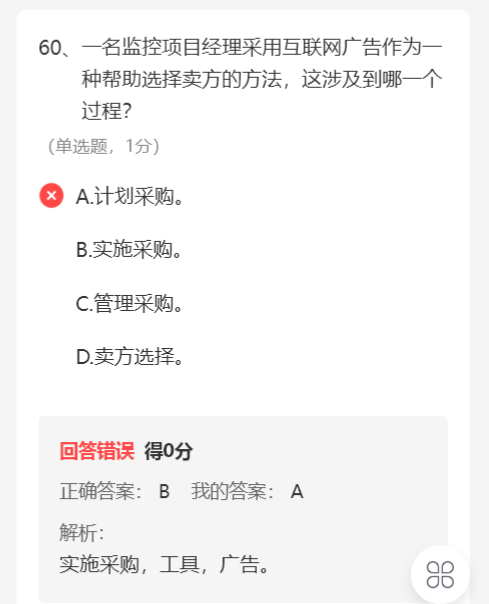 60、一名监控项目经理采用互联网广告作为一
种帮助选择卖方的方法，这涉及到哪一个
过程?
（单选题，1分）
A.计划采购。
B.实施采购。
C.管理采购。
D.卖方选择。
回答错误 得0分
正确答案： B 我的答案： A
解析：
实施采购，工具，广告。